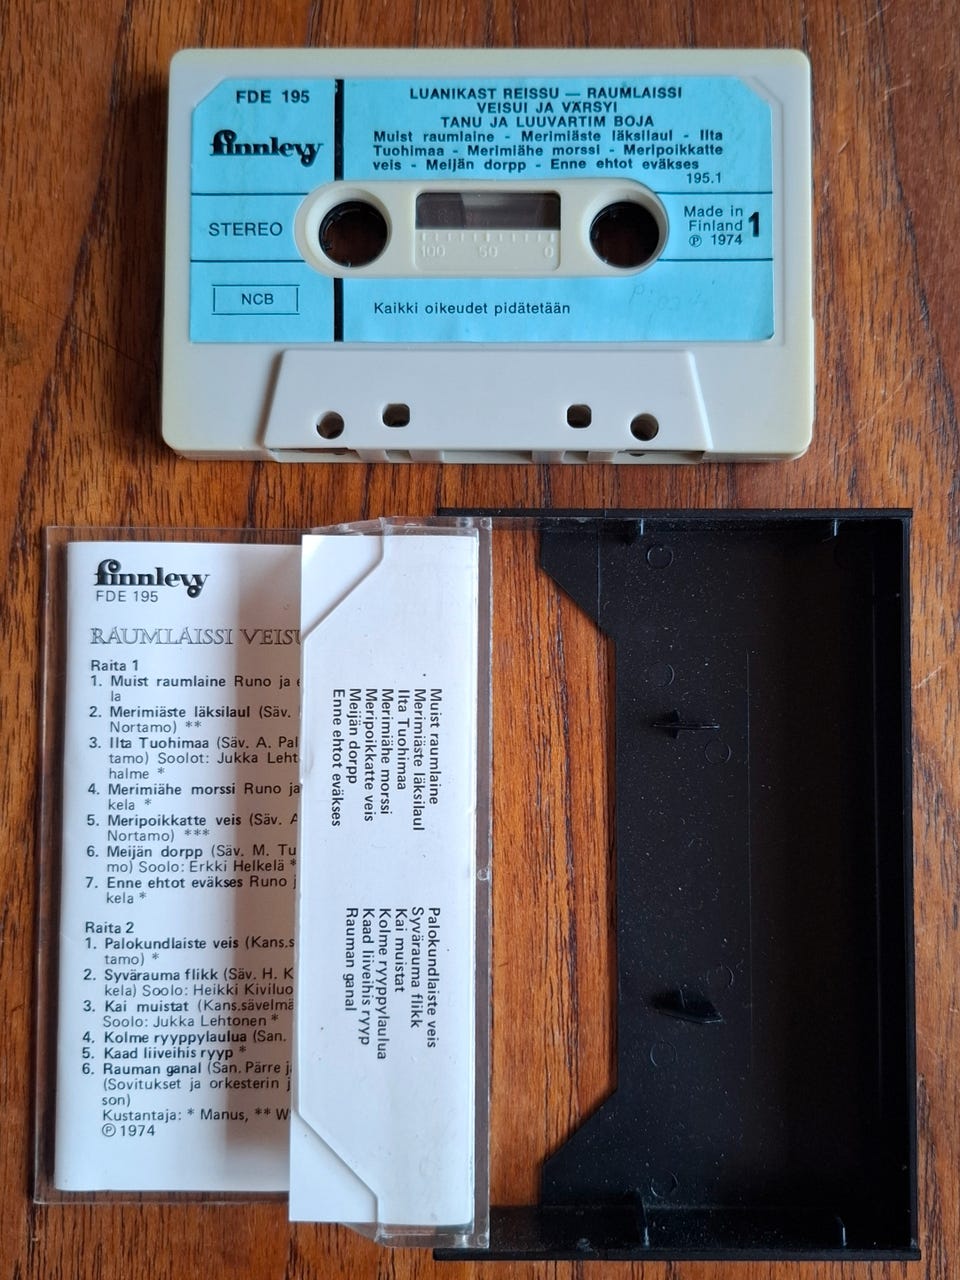 FDE 195
finnlevy
STEREO
NCB
LUANIKAST REISSU — RAUMLAISSI
VEISUI JA VÄRSYI
TANU JA LUUVARTIM BOJA
Muist raumlaine - Merimiäste läksilaul - Ilta
Tuohimaa - Merimiähe morssi - Meripoikkatte
veis - Meijän dorpp - Enne ehtot eväkses
195.1
Made in
Finland 1
℗ 1974
100 50 0
Kaikki oikeudet pidätetään
finnlevy
FDE 195
RAUMLAISSI VEISU
Raita 1
1. Muist raumlaine Runo ja
la
2. Merimiäste läksilaul (Säv.
Nortamo) **
3. Ilta Tuohimaa (Säv. A. Pal
tamo) Soolot: Jukka Leht
halme *
4. Merimiähe morssi Runo ja
kela *
5. Meripoikkatte veis (Säv. A
Nortamo) ***
6. Meijän dorpp (Säv. M. Tu
mo) Soolo: Erkki Helkelä *
7. Enne ehtot eväkses Runo j
kela *
Raita 2
1. Palokundlaiste veis (Kans.s
tamo) *
2. Syvärauma flikk (Säv. H. K
kela) Soolo: Heikki Kiviluo
3. Kai muistat (Kans.sävelmä
Soolo: Jukka Lehtonen *
4. Kolme ryyppylaulua (San.
5. Kaad liiveihis ryyp *
6. Rauman ganal (San. Pärre j
(Sovitukset ja orkesterin j
son)
Kustantaja: * Manus, ** W
℗ 1974
Muist raumlaine
Merimiäste läksilaul
Ilta Tuohimaa
Merimiähe morssi
Meripoikkatte veis
Meijän dorpp
Enne ehtot eväkses
Palokundlaiste veis
Syvärauma flikk
Kai muistat
Kolme ryyppylaulua
Kaad liiveihis ryyp
Rauman ganal